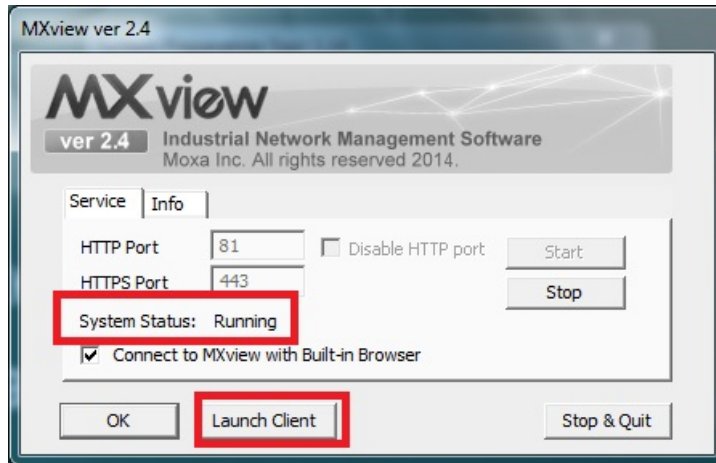 MXview ver 2.4
MXview
ver 2.4 Industrial Network Management Software
Moxa Inc. All rights reserved 2014.
Service Info
HTTP Port 81 Disable HTTP port Start
HTTPS Port 443 Stop
System Status: Running
Connect to MXview with Built-in Browser
OK Launch Client Stop & Quit